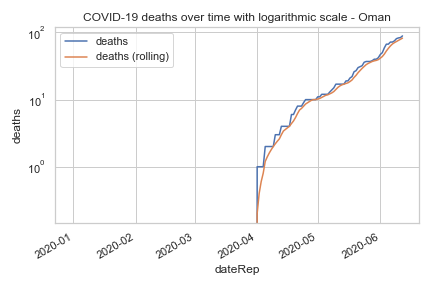 COVID-19 deaths over time with logarithmic scale - Oman
deaths
deaths (rolling)
10²
10¹
10⁰
deaths
2020-01
2020-02
2020-03
2020-04
2020-05
2020-06
dateRep